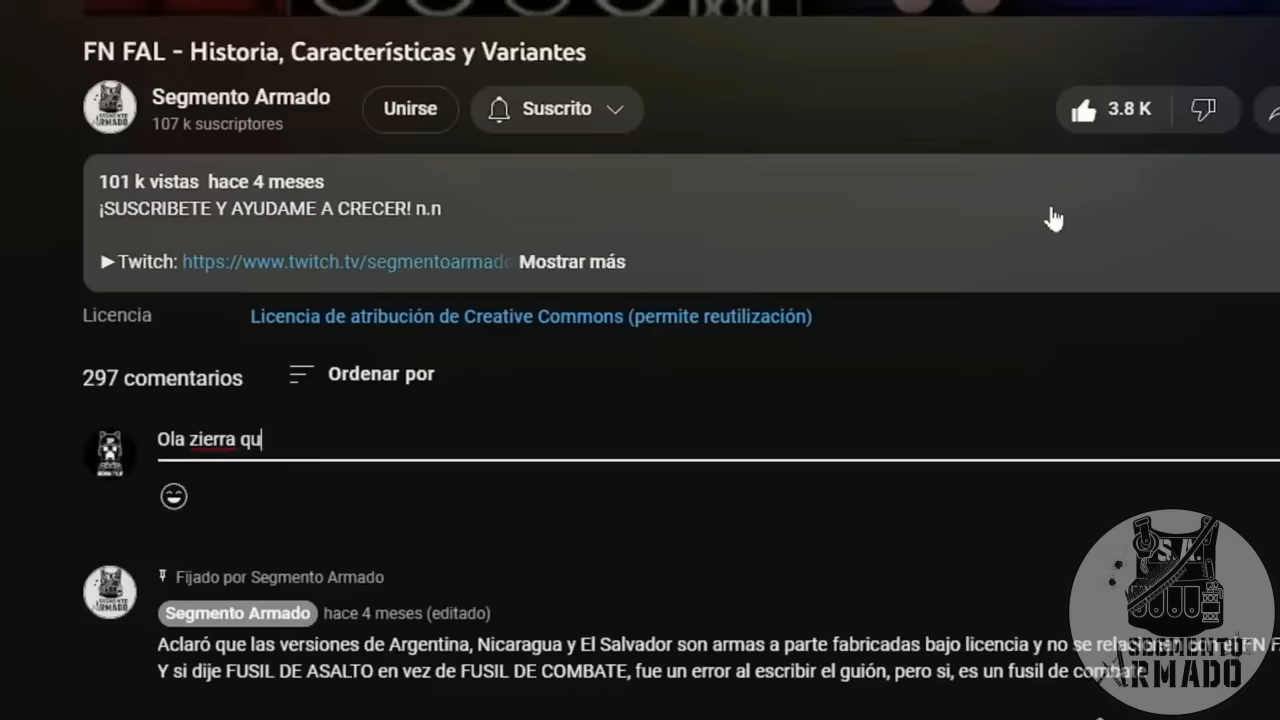 FN FAL - Historia, Características y Variantes
Segmento Armado
107 k suscriptores
Unirse
Suscrito
3.8 K
101 k vistas hace 4 meses
¡SUSCRIBETE Y AYUDAME A CRECER! n.n
►Twitch: https://www.twitch.tv/segmentoarmado Mostrar más
Licencia
Licencia de atribución de Creative Commons (permite reutilización)
297 comentarios
Ordenar por
Ola zierra qu
Fijado por Segmento Armado
Segmento Armado hace 4 meses (editado)
Aclaró que las versiones de Argentina, Nicaragua y El Salvador son armas a parte fabricadas bajo licencia y no se relacionan con el FN
Y si dije FUSIL DE ASALTO en vez de FUSIL DE COMBATE, fue un error al escribir el guión, pero si, es un fusil de combate
S.A.
SEGMENTO
ARMADO